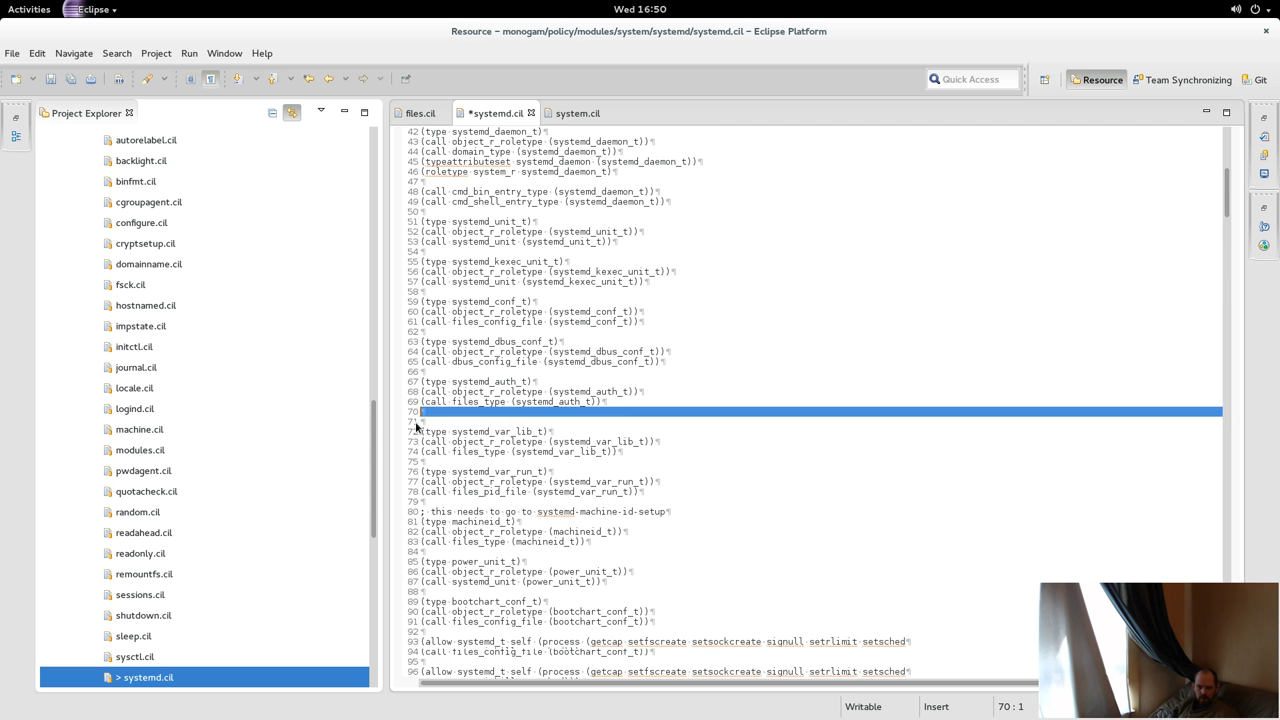 Activities Eclipse Wed 16:50
Resource – monogam/policy/modules/system/systemd/systemd.cil – Eclipse Platform
File Edit Navigate Search Project Run Window Help
Quick Access Resource Team Synchronizing Git
Project Explorer
autorelabel.cil
backlight.cil
binfmt.cil
cgroupagent.cil
configure.cil
cryptsetup.cil
domainname.cil
fsck.cil
hostnamed.cil
impstate.cil
initctl.cil
journal.cil
locale.cil
logind.cil
machine.cil
modules.cil
pwdagent.cil
quotacheck.cil
random.cil
readahead.cil
readonly.cil
remountfs.cil
sessions.cil
shutdown.cil
sleep.cil
sysctl.cil
> systemd.cil
files.cil *systemd.cil system.cil
42 (type·systemd_daemon_t)¶
43 (call·object_r_roletype·(systemd_daemon_t))¶
44 (call·domain_type·(systemd_daemon_t))¶
45 (typeattributeset·systemd_daemon·(systemd_daemon_t))¶
46 (roletype·system_r·systemd_daemon_t)¶
47 ¶
48 (call·cmd_bin_entry_type·(systemd_daemon_t))¶
49 (call·cmd_shell_entry_type·(systemd_daemon_t))¶
50 ¶
51 (type·systemd_unit_t)¶
52 (call·object_r_roletype·(systemd_unit_t))¶
53 (call·systemd_unit·(systemd_unit_t))¶
54 ¶
55 (type·systemd_kexec_unit_t)¶
56 (call·object_r_roletype·(systemd_kexec_unit_t))¶
57 (call·systemd_unit·(systemd_kexec_unit_t))¶
58 ¶
59 (type·systemd_conf_t)¶
60 (call·object_r_roletype·(systemd_conf_t))¶
61 (call·files_config_file·(systemd_conf_t))¶
62 ¶
63 (type·systemd_dbus_conf_t)¶
64 (call·object_r_roletype·(systemd_dbus_conf_t))¶
65 (call·dbus_config_file·(systemd_dbus_conf_t))¶
66 ¶
67 (type·systemd_auth_t)¶
68 (call·object_r_roletype·(systemd_auth_t))¶
69 (call·files_type·(systemd_auth_t))¶
70 ¶
71 ¶
72 (type·systemd_var_lib_t)¶
73 (call·object_r_roletype·(systemd_var_lib_t))¶
74 (call·files_type·(systemd_var_lib_t))¶
75 ¶
76 (type·systemd_var_run_t)¶
77 (call·object_r_roletype·(systemd_var_run_t))¶
78 (call·files_pid_file·(systemd_var_run_t))¶
79 ¶
80 ;·this·needs·to·go·to·systemd-machine-id-setup¶
81 (type·machineid_t)¶
82 (call·object_r_roletype·(machineid_t))¶
83 (call·files_type·(machineid_t))¶
84 ¶
85 (type·power_unit_t)¶
86 (call·object_r_roletype·(power_unit_t))¶
87 (call·systemd_unit·(power_unit_t))¶
88 ¶
89 (type·bootchart_conf_t)¶
90 (call·object_r_roletype·(bootchart_conf_t))¶
91 (call·files_config_file·(bootchart_conf_t))¶
92 ¶
93 (allow·systemd_t·self·(process·(getcap·setfscreate·setsockcreate·signull·setrlimit·setsched¶
94 (call·files_config_file·(bootchart_conf_t))¶
95 ¶
96 (allow·systemd_t·self·(process·(getcap·setfscreate·setsockcreate·signull·setrlimit·setsched
Writable Insert 70 : 1